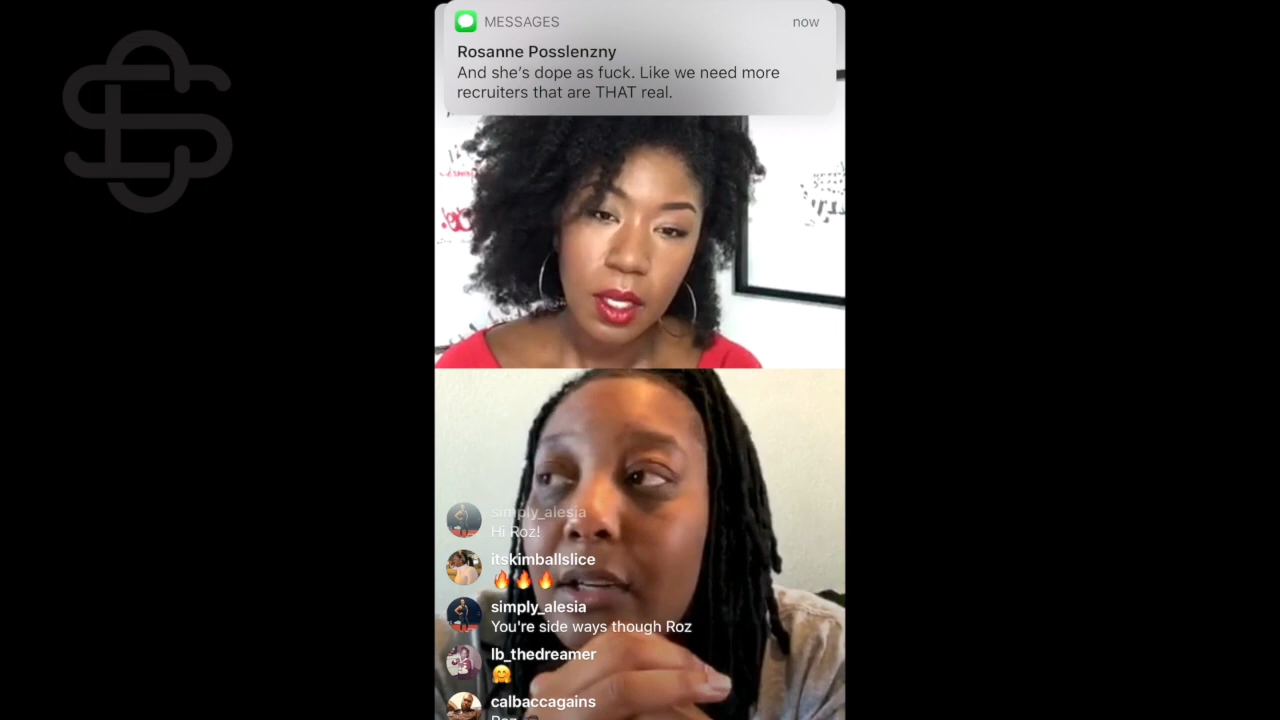 MESSAGES
now
Rosanne Posslenzny
And she's dope as fuck. Like we need more
recruiters that are THAT real.
simply_alesia
Hi Roz!
itskimballslice
🔥🔥🔥
simply_alesia
You're side ways though Roz
lb_thedreamer
🤗
calbaccagains